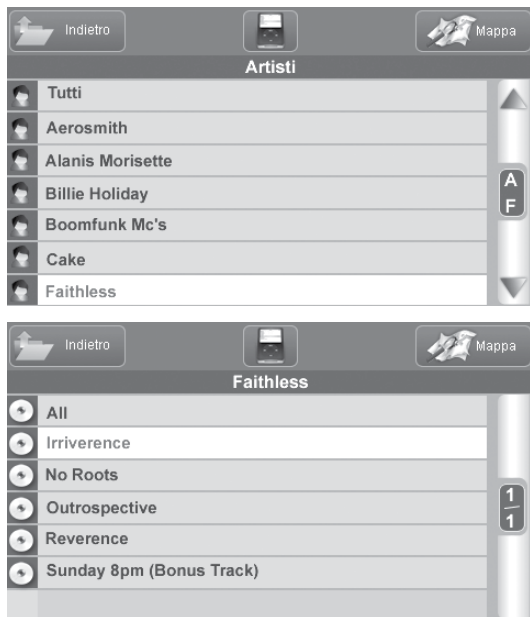 Indietro
Mappa
Artisti
Tutti
Aerosmith
Alanis Morisette
Billie Holiday
Boomfunk Mc's
Cake
Faithless
A
F
Indietro
Mappa
Faithless
All
Irriverence
No Roots
Outrospective
Reverence
Sunday 8pm (Bonus Track)
1
1